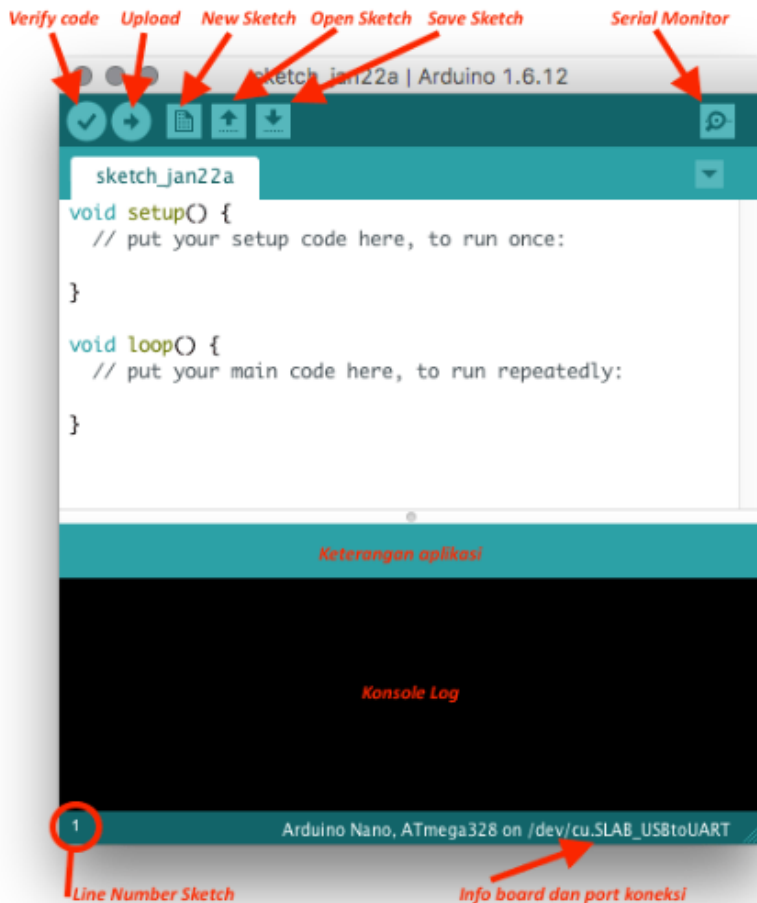 Verify code Upload New Sketch Open Sketch Save Sketch Serial Monitor
sketch_jan22a | Arduino 1.6.12
sketch_jan22a
void setup() {
// put your setup code here, to run once:
}
void loop() {
// put your main code here, to run repeatedly:
}
Keterangan aplikasi
Konsole Log
1
Arduino Nano, ATmega328 on /dev/cu.SLAB_USBtoUART
Line Number Sketch
Info board dan port koneksi